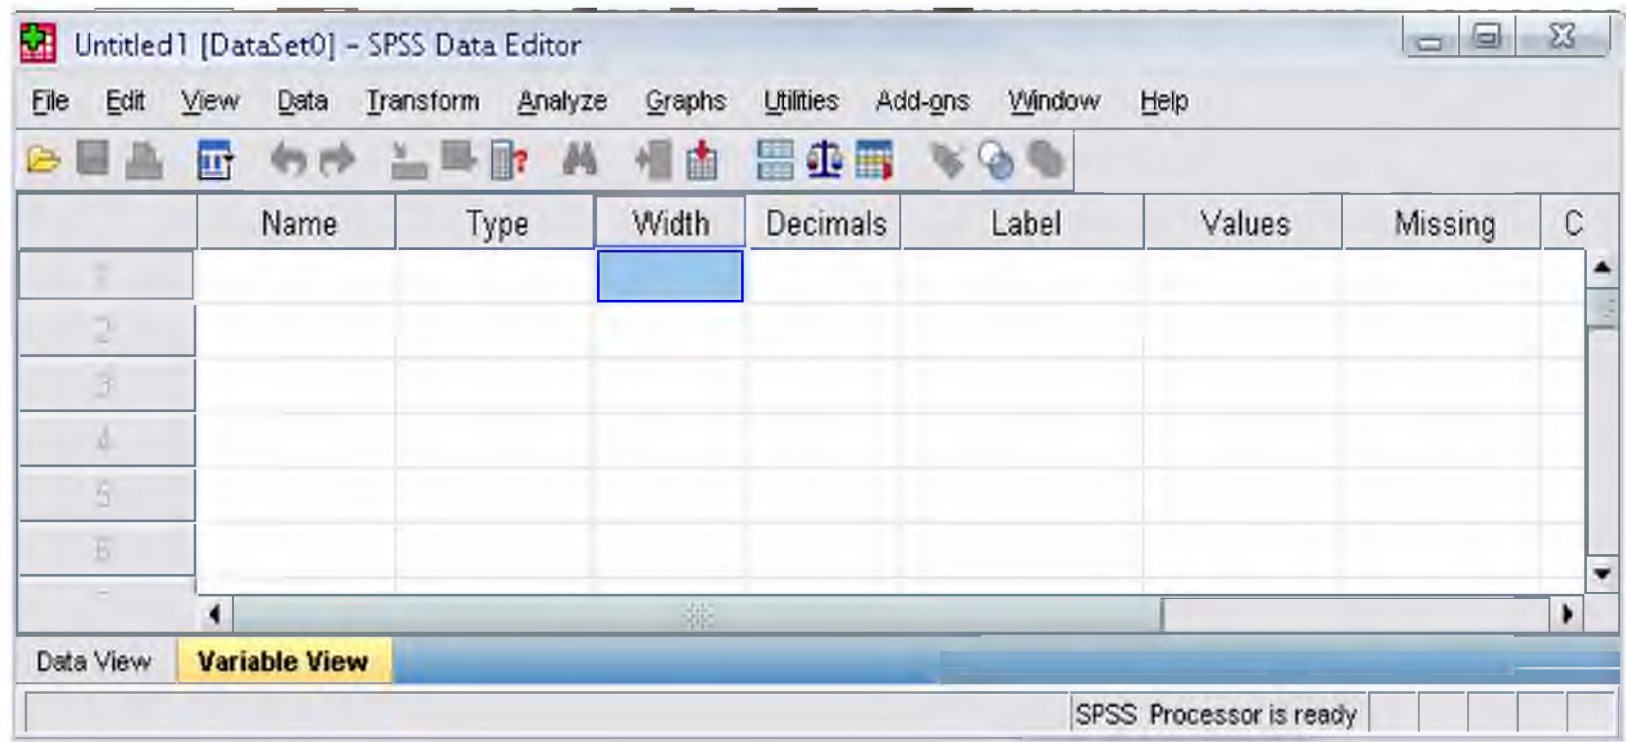 Untitled1 [DataSet0] - SPSS Data Editor
File Edit View Data Transform Analyze Graphs Utilities Add-ons Window Help
Name Type Width Decimals Label Values Missing C
1
2
3
4
5
6
Data View Variable View
SPSS Processor is ready